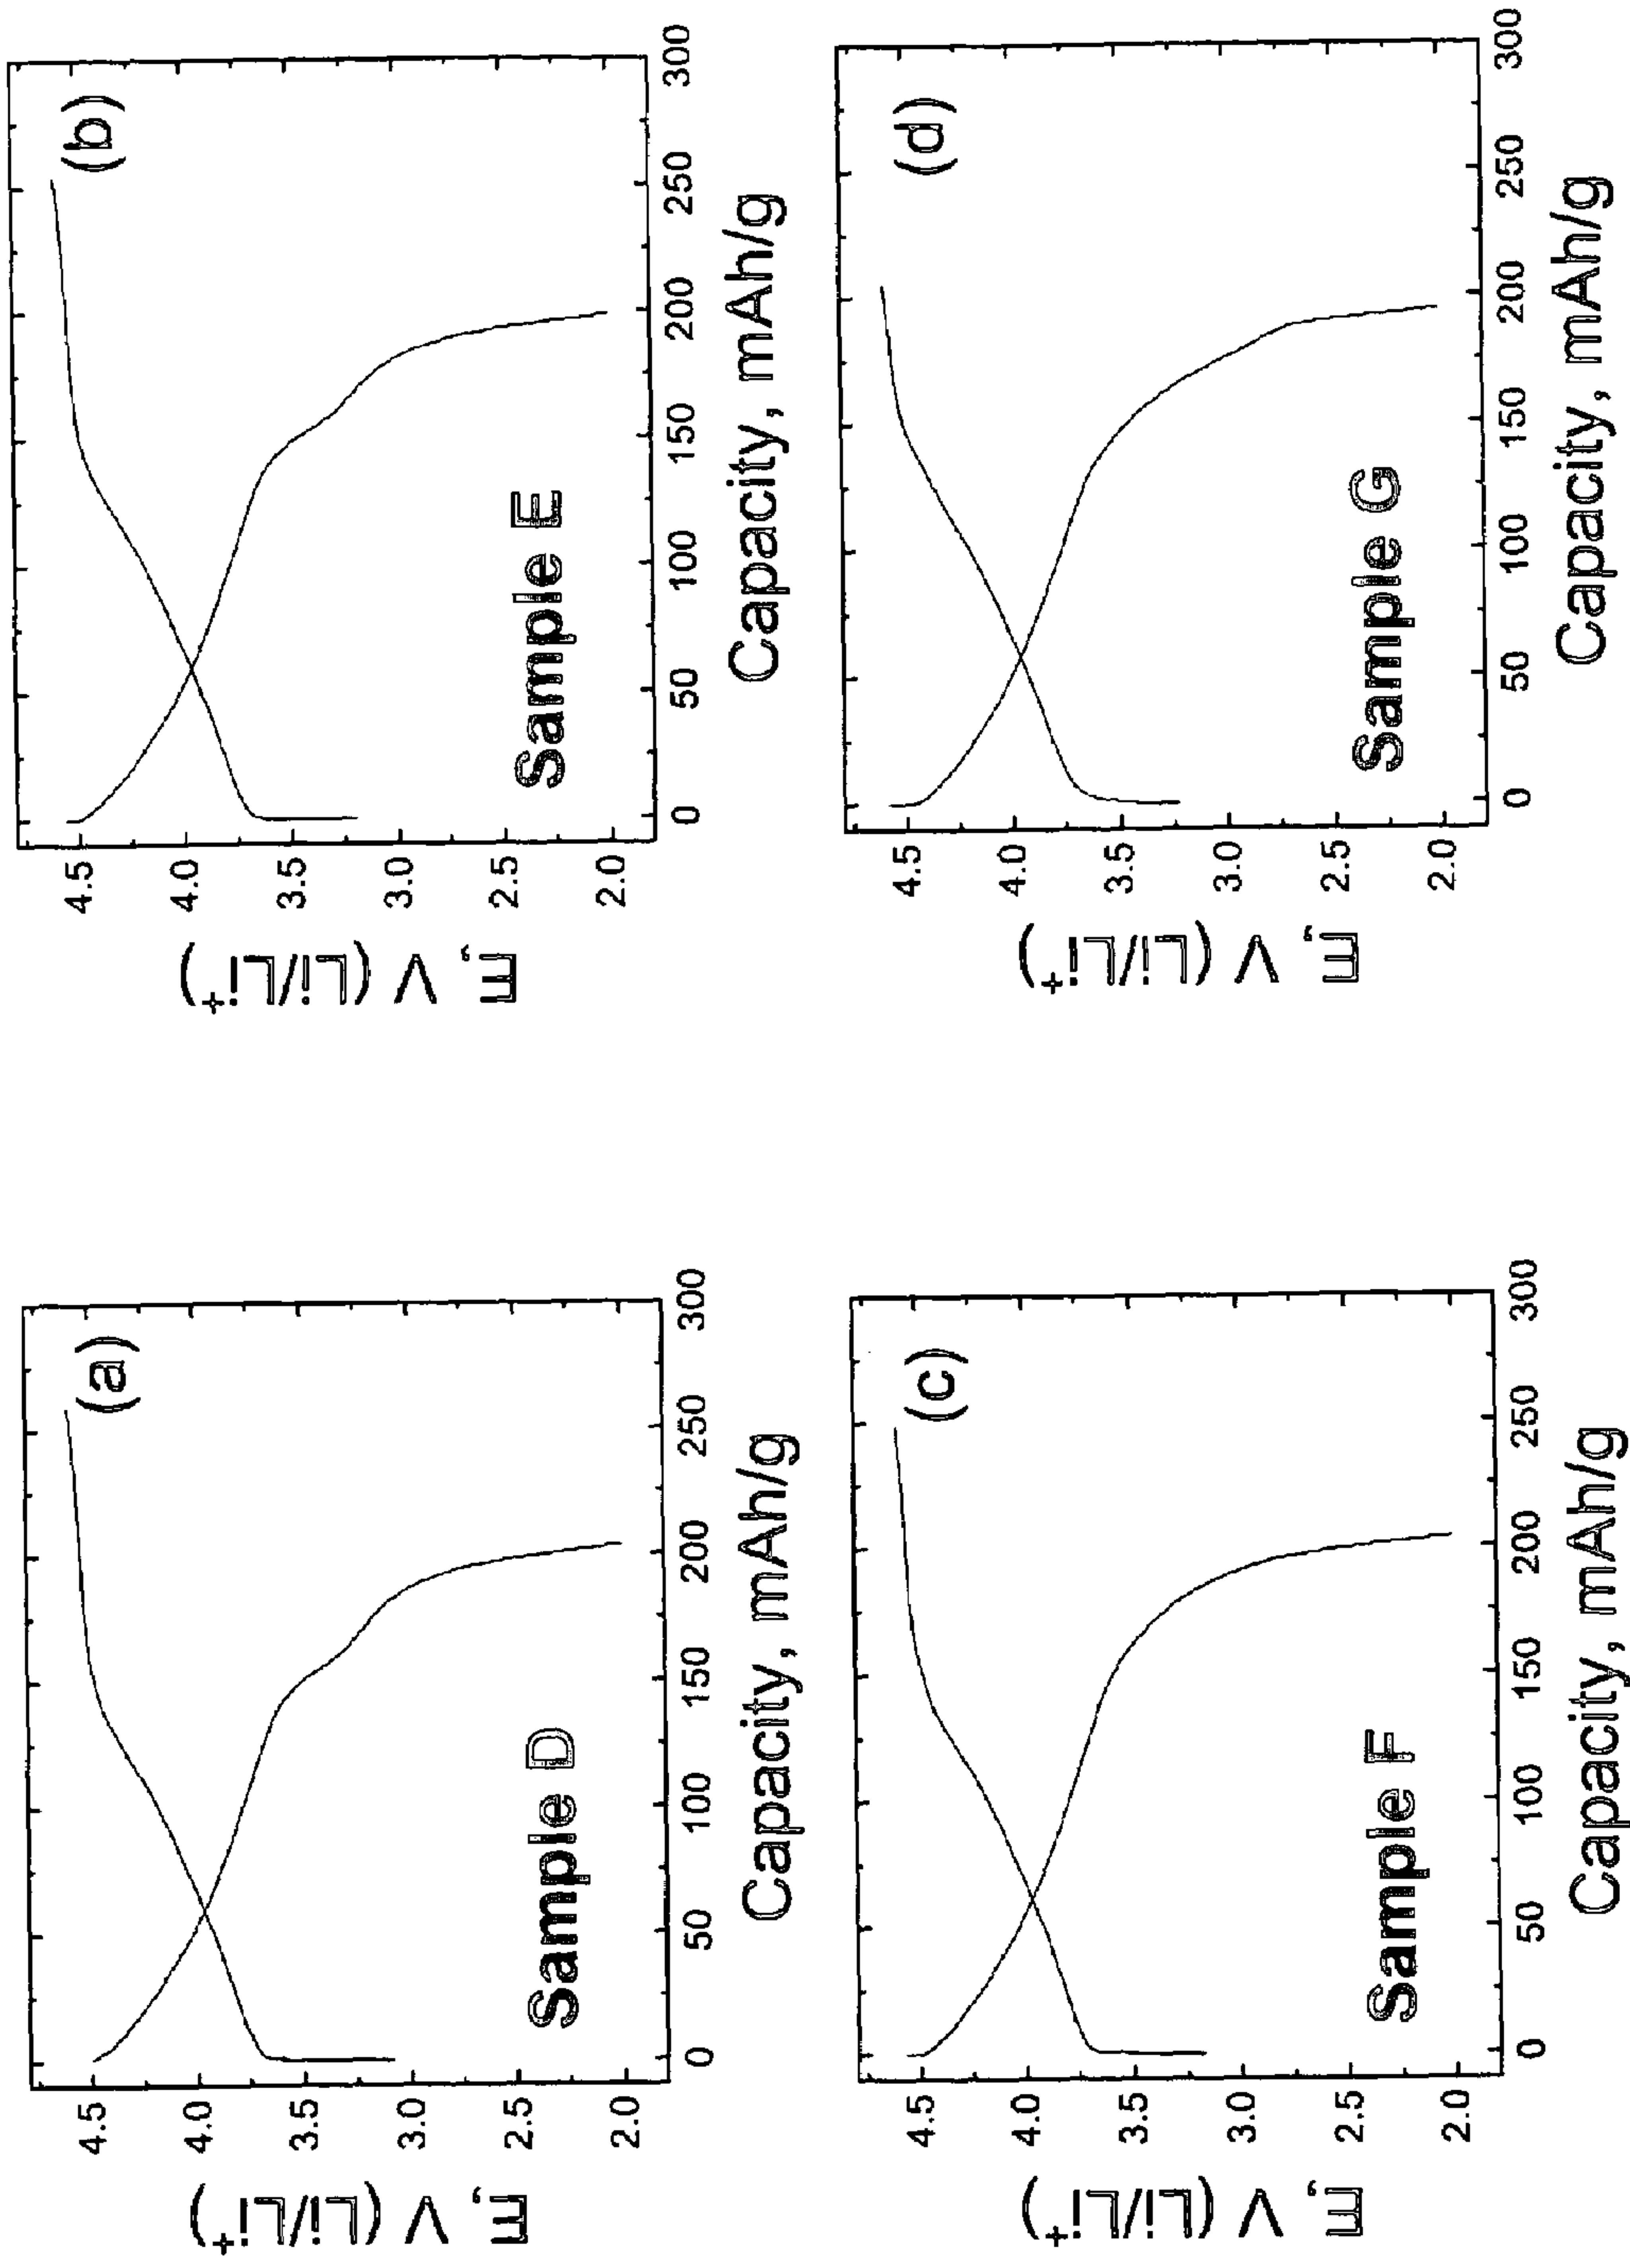 (a)
Sample D
E, V (Li/Li⁺)
4.5
4.0
3.5
3.0
2.5
2.0
0 50 100 150 200 250 300
Capacity, mAh/g
(b)
Sample E
E, V (Li/Li⁺)
4.5
4.0
3.5
3.0
2.5
2.0
0 50 100 150 200 250 300
Capacity, mAh/g
(c)
Sample F
E, V (Li/Li⁺)
4.5
4.0
3.5
3.0
2.5
2.0
0 50 100 150 200 250 300
Capacity, mAh/g
(d)
Sample G
E, V (Li/Li⁺)
4.5
4.0
3.5
3.0
2.5
2.0
0 50 100 150 200 250 300
Capacity, mAh/g